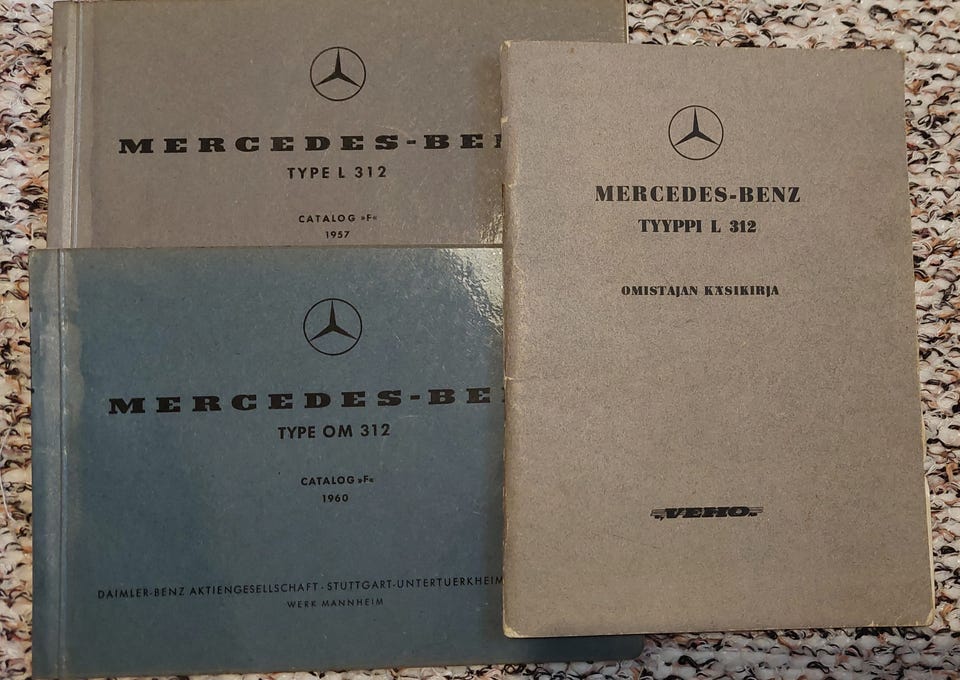 MERCEDES-BE
TYPE L 312
CATALOG »F«
1957
MERCEDES-BE
TYPE OM 312
CATALOG »F«
1960
DAIMLER-BENZ AKTIENGESELLSCHAFT · STUTTGART-UNTERTUERKHEIM
WERK MANNHEIM
MERCEDES-BENZ
TYYPPI L 312
OMISTAJAN KÄSIKIRJA
VEHO